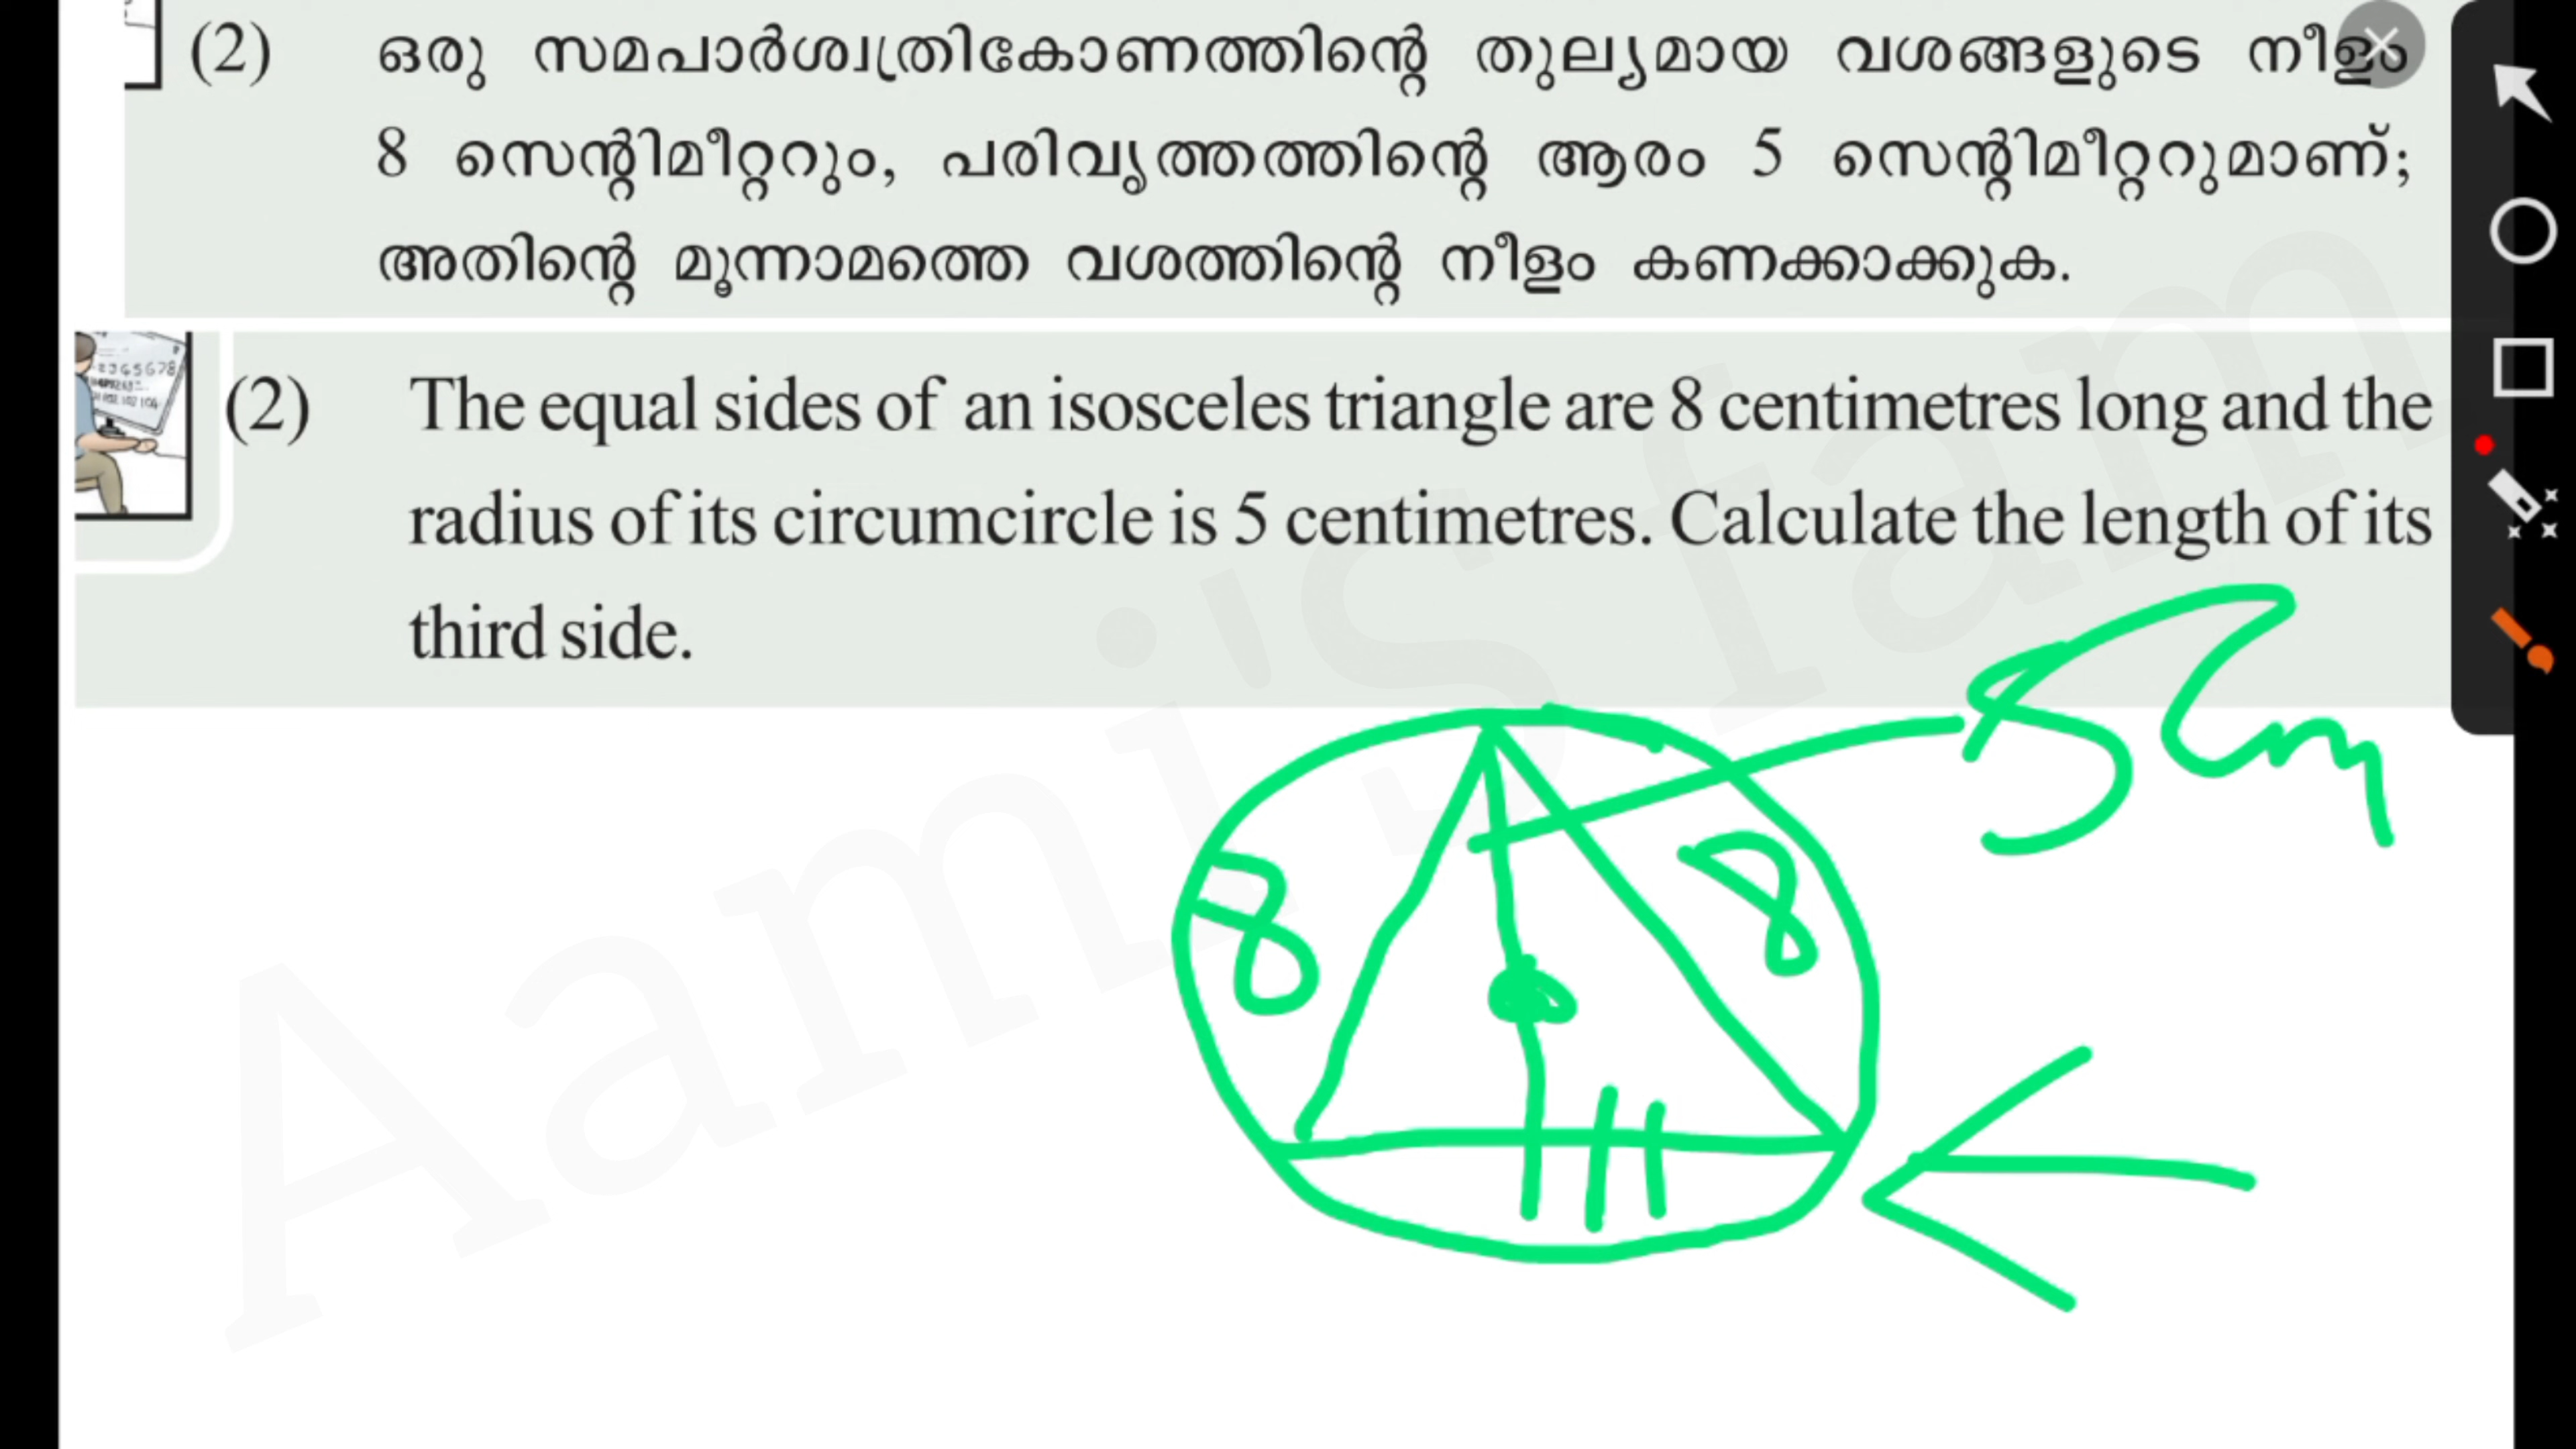 (2) ഒരു സമപാർശ്വത്രികോണത്തിന്റെ തുല്യമായ വശങ്ങളുടെ നീളം
8 സെന്റിമീറ്ററും, പരിവൃത്തത്തിന്റെ ആരം 5 സെന്റിമീറ്ററുമാണ്;
അതിന്റെ മൂന്നാമത്തെ വശത്തിന്റെ നീളം കണക്കാക്കുക.
(2) The equal sides of an isosceles triangle are 8 centimetres long and the
radius of its circumcircle is 5 centimetres. Calculate the length of its
third side.
5cm
8 8
Aami'S fam